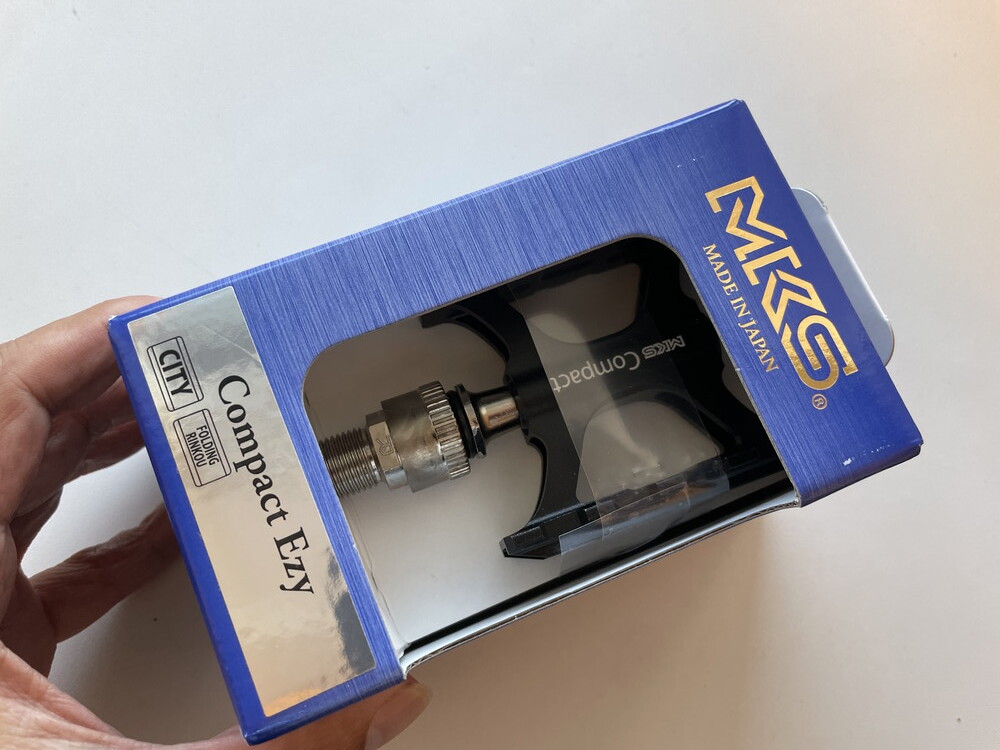 MKS®
MADE IN JAPAN
MKS Compact
R
CITY
FOLDING
RINKOU
Compact Ezy